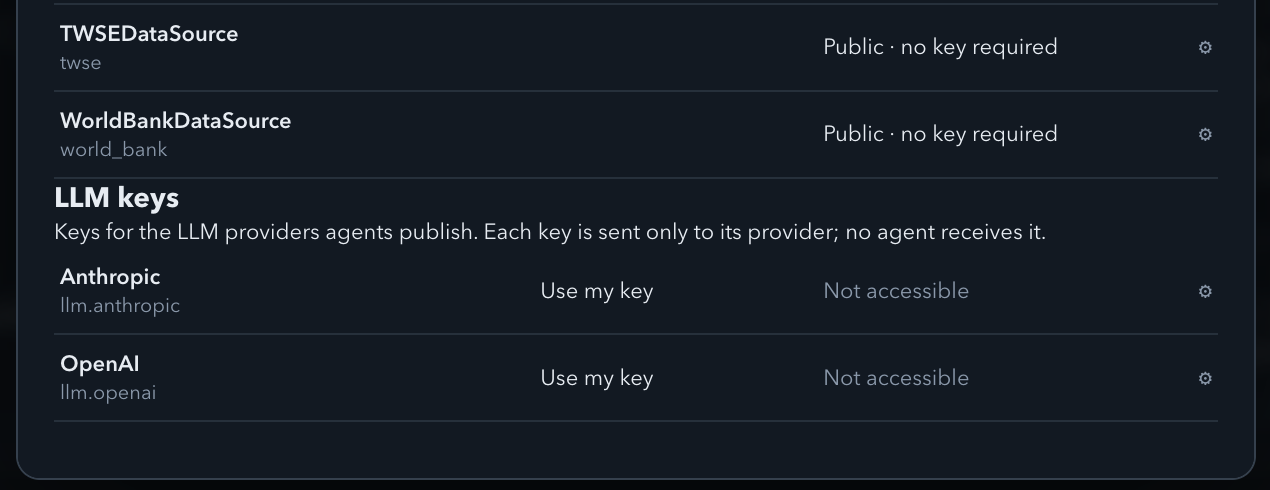 TWSEDataSource
twse
Public · no key required
WorldBankDataSource
world_bank
Public · no key required
LLM keys
Keys for the LLM providers agents publish. Each key is sent only to its provider; no agent receives it.
Anthropic
llm.anthropic
Use my key
Not accessible
OpenAI
llm.openai
Use my key
Not accessible